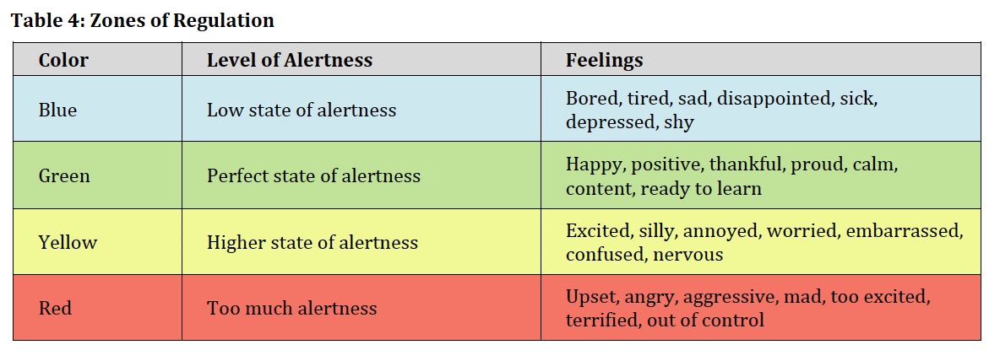 Table 4: Zones of Regulation
Color Level of Alertness Feelings
Blue Low state of alertness Bored, tired, sad, disappointed, sick,
depressed, shy
Green Perfect state of alertness Happy, positive, thankful, proud, calm,
content, ready to learn
Yellow Higher state of alertness Excited, silly, annoyed, worried, embarrassed,
confused, nervous
Red Too much alertness Upset, angry, aggressive, mad, too excited,
terrified, out of control